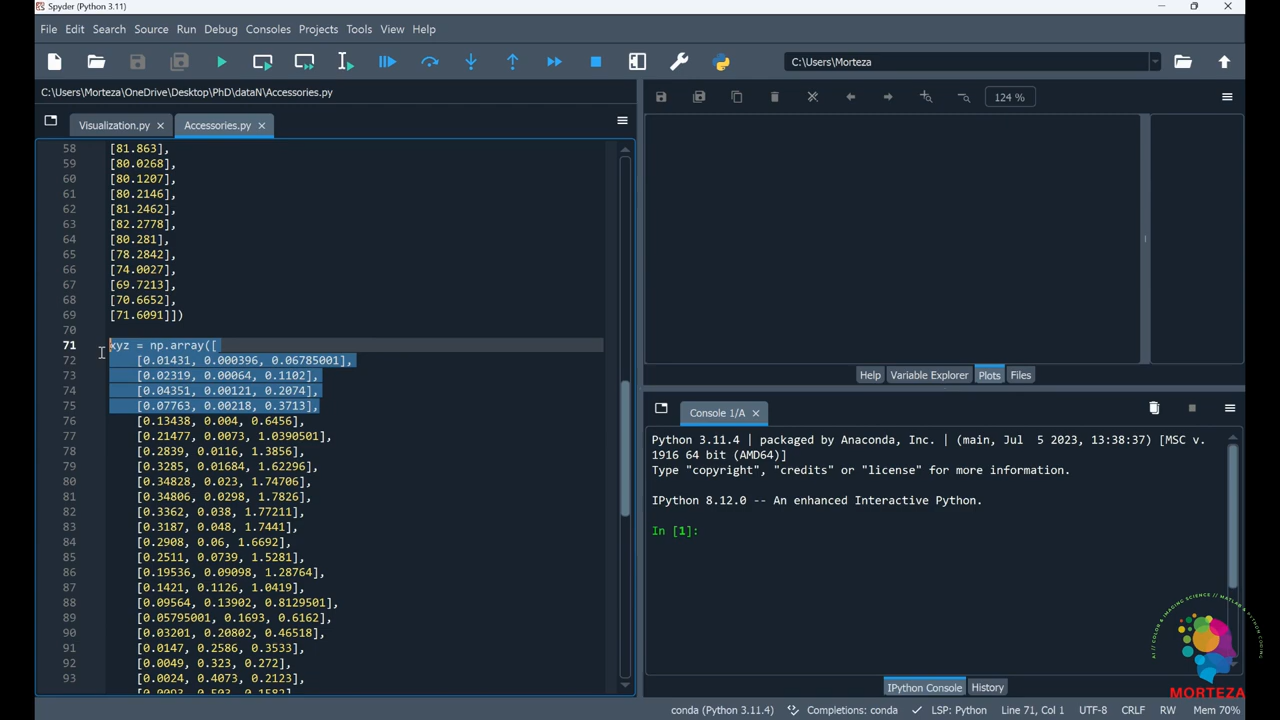 Spyder (Python 3.11)
File Edit Search Source Run Debug Consoles Projects Tools View Help
C:\Users\Morteza
C:\Users\Morteza\OneDrive\Desktop\PhD\dataN\Accessories.py
124 %
Visualization.py Accessories.py
58 [81.863],
59 [80.0268],
60 [80.1207],
61 [80.2146],
62 [81.2462],
63 [82.2778],
64 [80.281],
65 [78.2842],
66 [74.0027],
67 [69.7213],
68 [70.6652],
69 [71.6091]])
70
71 xyz = np.array([
72 [0.01431, 0.000396, 0.06785001],
73 [0.02319, 0.00064, 0.1102],
74 [0.04351, 0.00121, 0.2074],
75 [0.07763, 0.00218, 0.3713],
76 [0.13438, 0.004, 0.6456],
77 [0.21477, 0.0073, 1.0390501],
78 [0.2839, 0.0116, 1.3856],
79 [0.3285, 0.01684, 1.62296],
80 [0.34828, 0.023, 1.74706],
81 [0.34806, 0.0298, 1.7826],
82 [0.3362, 0.038, 1.77211],
83 [0.3187, 0.048, 1.7441],
84 [0.2908, 0.06, 1.6692],
85 [0.2511, 0.0739, 1.5281],
86 [0.19536, 0.09098, 1.28764],
87 [0.1421, 0.1126, 1.0419],
88 [0.09564, 0.13902, 0.8129501],
89 [0.05795001, 0.1693, 0.6162],
90 [0.03201, 0.20802, 0.46518],
91 [0.0147, 0.2586, 0.3533],
92 [0.0049, 0.323, 0.272],
93 [0.0024, 0.4073, 0.2123],
[0.0093, 0.503, 0.1582],
Help Variable Explorer Plots Files
Console 1/A
Python 3.11.4 | packaged by Anaconda, Inc. | (main, Jul 5 2023, 13:38:37) [MSC v.
1916 64 bit (AMD64)]
Type "copyright", "credits" or "license" for more information.
IPython 8.12.0 -- An enhanced Interactive Python.
In [1]:
AI // COLOR & IMAGING SCIENCE // MATLAB & PYTHON CODING
MORTEZA
IPython Console History
conda (Python 3.11.4) Completions: conda LSP: Python Line 71, Col 1 UTF-8 CRLF RW Mem 70%